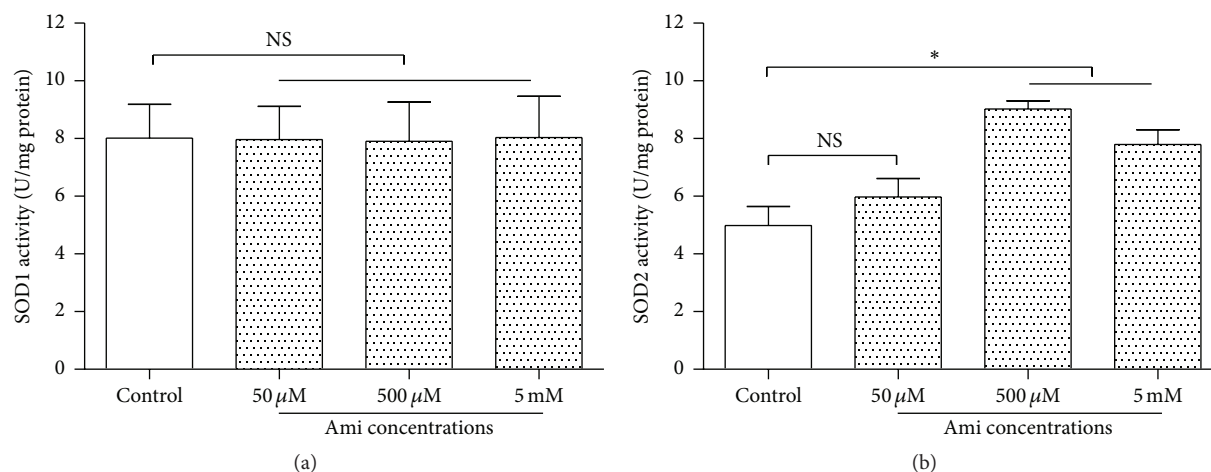 12
10
8
6
4
2
0
SOD1 activity (U/mg protein)
NS
Control
50 μM
500 μM
5 mM
Ami concentrations
(a)
12
10
8
6
4
2
0
SOD2 activity (U/mg protein)
*
NS
Control
50 μM
500 μM
5 mM
Ami concentrations
(b)